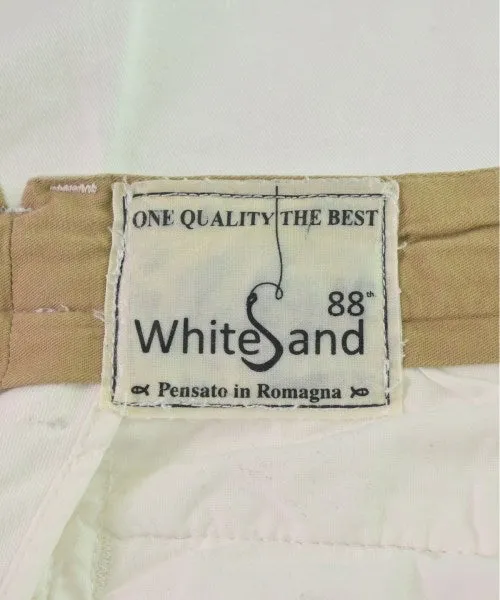 ONE QUALITY THE BEST
88th
WhiteSand
Pensato in Romagna